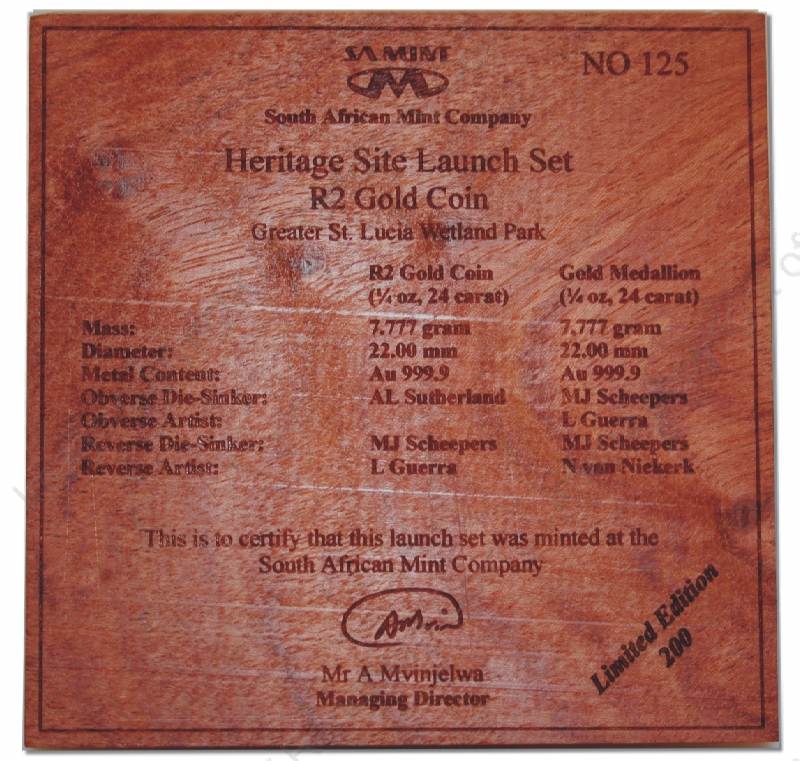 SA MINT
NO 125
South African Mint Company
Heritage Site Launch Set
R2 Gold Coin
Greater St. Lucia Wetland Park
R2 Gold Coin Gold Medallion
(¼ oz, 24 carat) (¼ oz, 24 carat)
Mass: 7.777 gram 7.777 gram
Diameter: 22.00 mm 22.00 mm
Metal Content: Au 999.9 Au 999.9
Obverse Die-Sinker: AL Sutherland MJ Scheepers
Obverse Artist: L Guerra
Reverse Die-Sinker: MJ Scheepers MJ Scheepers
Reverse Artist: L Guerra N van Niekerk
This is to certify that this launch set was minted at the
South African Mint Company
Mr A Mvinjelwa
Managing Director
Limited Edition
200